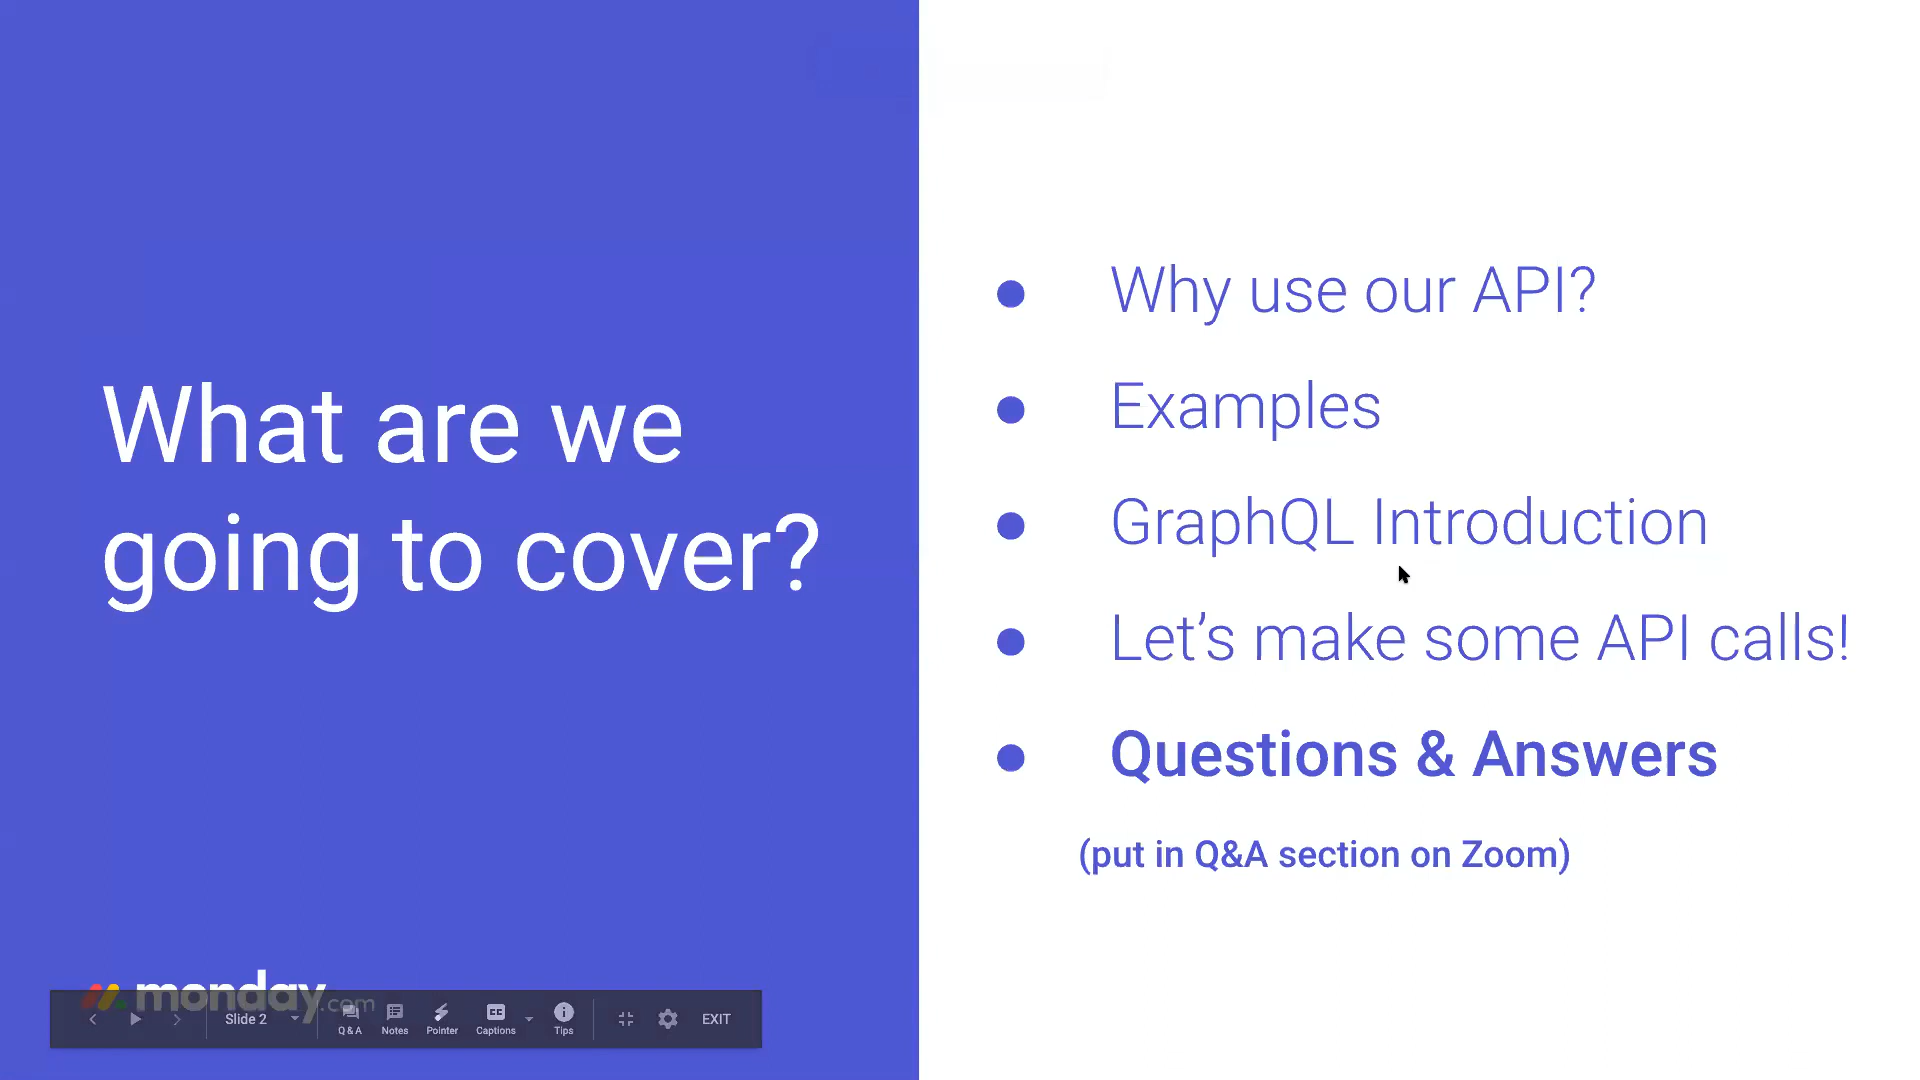 What are we
going to cover?
Why use our API?
Examples
GraphQL Introduction
Let’s make some API calls!
Questions & Answers
(put in Q&A section on Zoom)
monday.com
Slide 2
Q & A
Notes
Pointer
Captions
Tips
EXIT